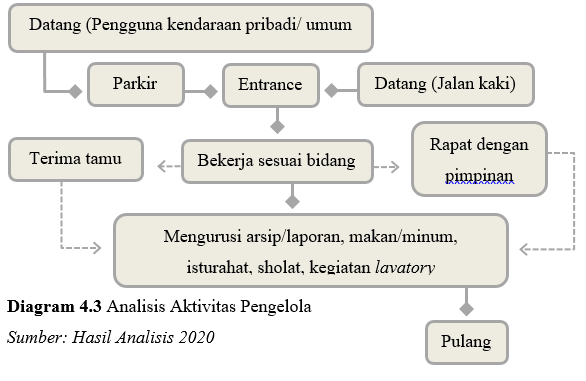 Datang (Pengguna kendaraan pribadi/ umum
Parkir
Entrance
Datang (Jalan kaki)
Terima tamu
Bekerja sesuai bidang
Rapat dengan
pimpinan
Mengurusi arsip/laporan, makan/minum,
isturahat, sholat, kegiatan lavatory
Diagram 4.3 Analisis Aktivitas Pengelola
Sumber: Hasil Analisis 2020
Pulang